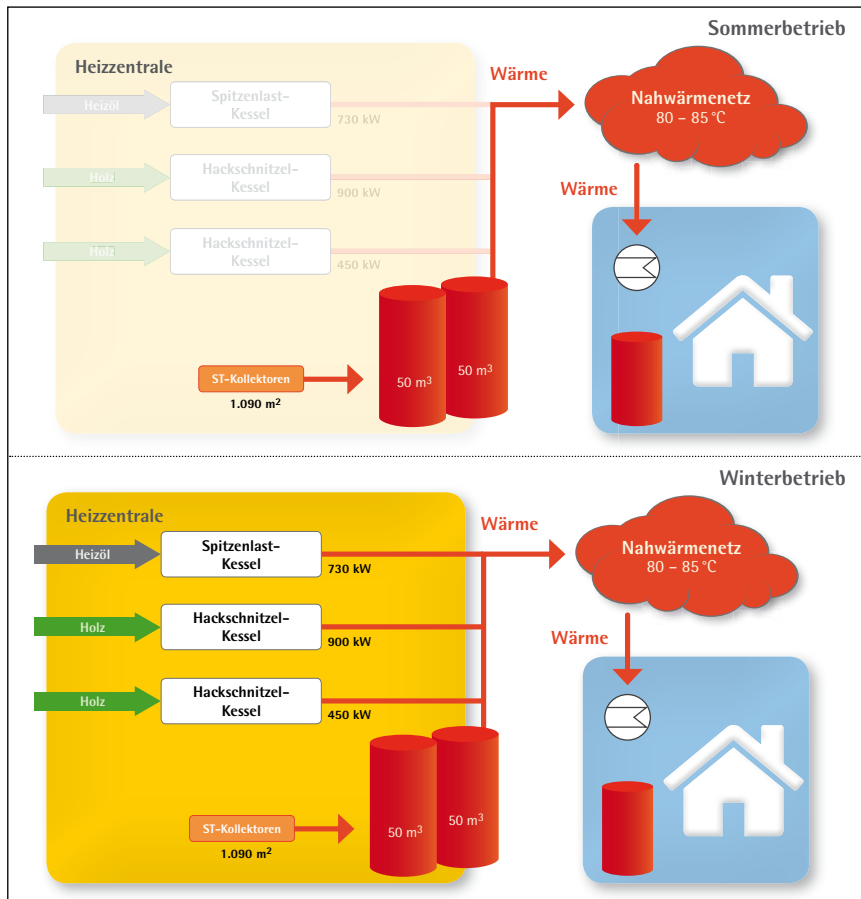 Sommerbetrieb
Heizzentrale
Wärme
Heizöl
Spitzenlast-
Kessel
730 kW
Nahwärmenetz
80 – 85 °C
Holz
Hackschnitzel-
Kessel
900 kW
Wärme
Holz
Hackschnitzel-
Kessel
450 kW
50 m³
50 m³
ST-Kollektoren
1.090 m²
Winterbetrieb
Heizzentrale
Wärme
Heizöl
Spitzenlast-
Kessel
730 kW
Nahwärmenetz
80 – 85 °C
Holz
Hackschnitzel-
Kessel
900 kW
Wärme
Holz
Hackschnitzel-
Kessel
450 kW
50 m³
50 m³
ST-Kollektoren
1.090 m²